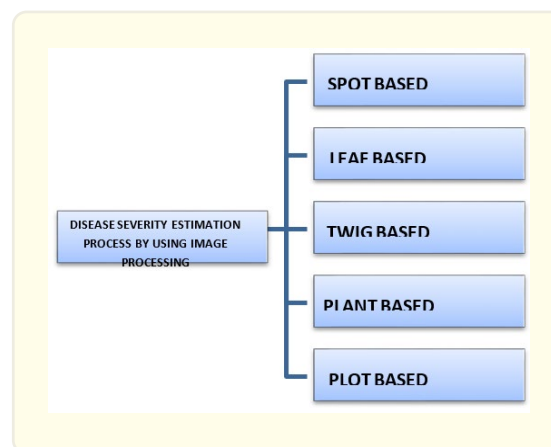 SPOT BASED
LEAF BASED
DISEASE SEVERITY ESTIMATION
PROCESS BY USING IMAGE
PROCESSING
TWIG BASED
PLANT BASED
PLOT BASED